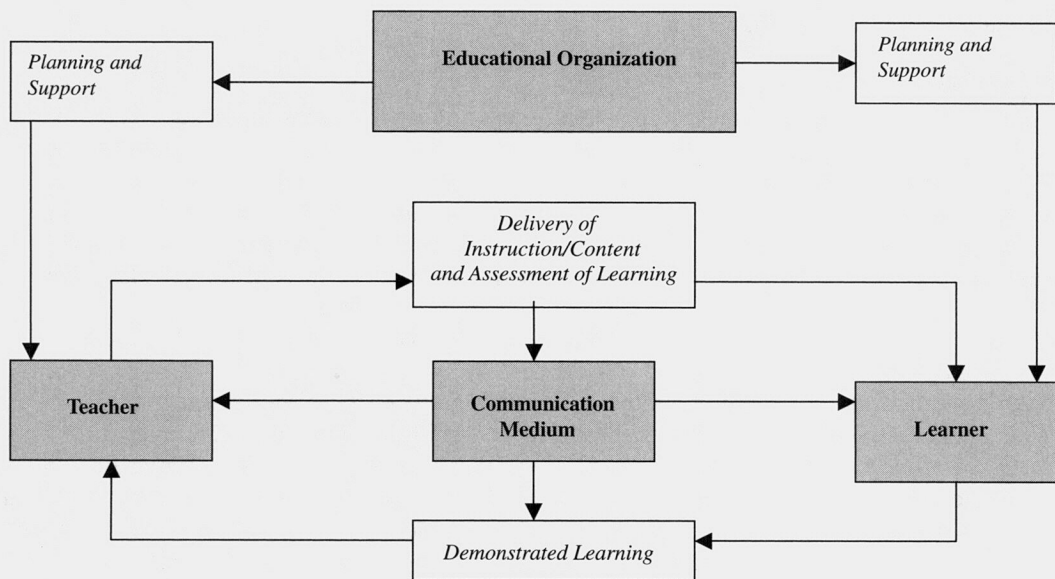 Planning and
Support
Educational Organization
Planning and
Support
Delivery of
Instruction/Content
and Assessment of Learning
Teacher
Communication
Medium
Learner
Demonstrated Learning